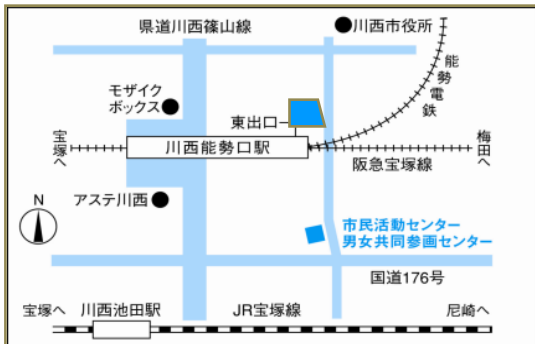 県道川西篠山線
川西市役所
能勢電鉄
モザイク
ボックス
東出口
宝塚へ
川西能勢口駅
梅田へ
阪急宝塚線
アステ川西
N
市民活動センター
男女共同参画センター
国道176号
宝塚へ
川西池田駅
JR宝塚線
尼崎へ